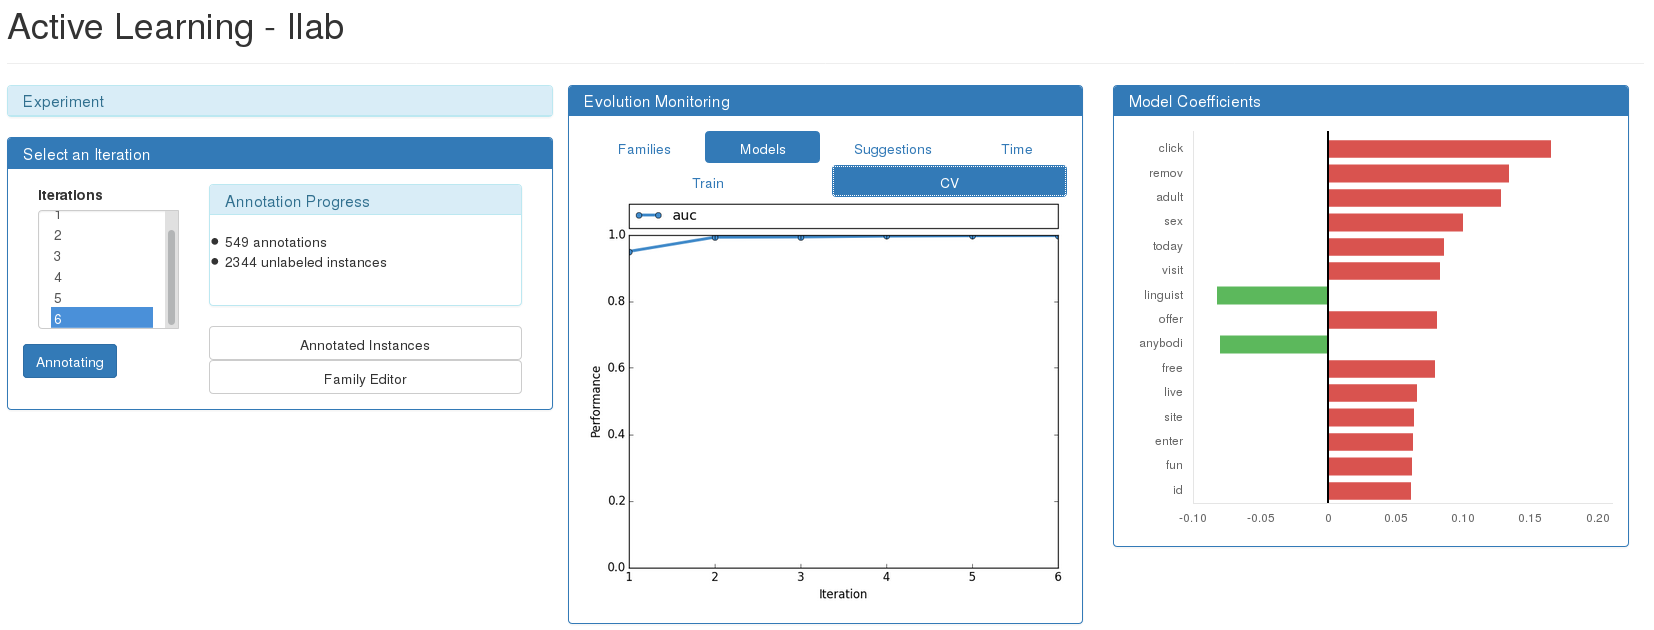 Active Learning - Ilab
Experiment
Select an Iteration
Iterations
1
2
3
4
5
6
Annotating
Annotation Progress
549 annotations
2344 unlabeled instances
Annotated Instances
Family Editor
Evolution Monitoring
Families Models Suggestions Time
Train CV
auc
1.0
0.8
0.6
0.4
0.2
0.0
Performance
1 2 3 4 5 6
Iteration
Model Coefficients
click
remov
adult
sex
today
visit
linguist
offer
anybodi
free
live
site
enter
fun
id
-0.10 -0.05 0 0.05 0.10 0.15 0.20